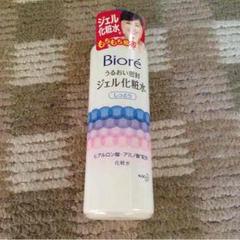 ジェル
化粧水
もちもち
Bioré
うるおい密封
ジェル化粧水
しっとり
ヒアルロン酸・アミノ酸配合
化粧水